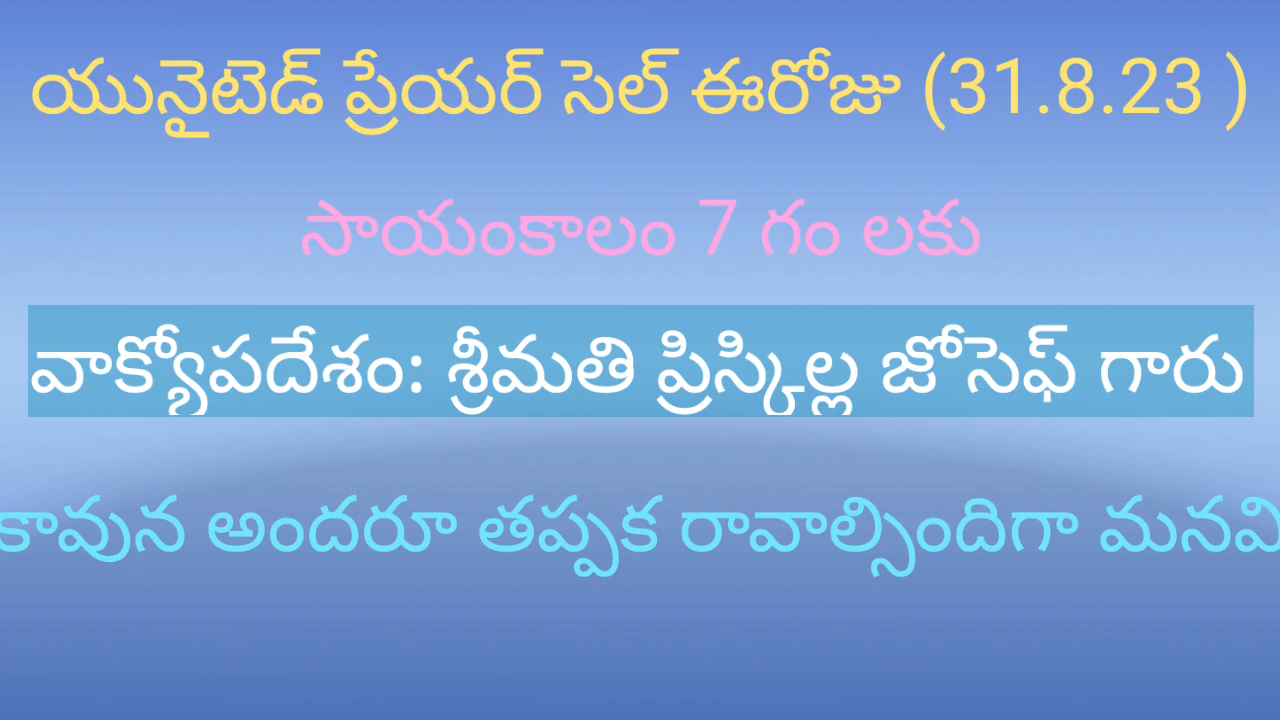 యునైటెడ్ ప్రేయర్ సెల్ ఈరోజు (31.8.23 )
సాయంకాలం 7 గం లకు
వాక్యోపదేశం: శ్రీమతి ప్రిస్కిల్ల జోసెఫ్ గారు
కావున అందరూ తప్పక రావాల్సిందిగా మనవి